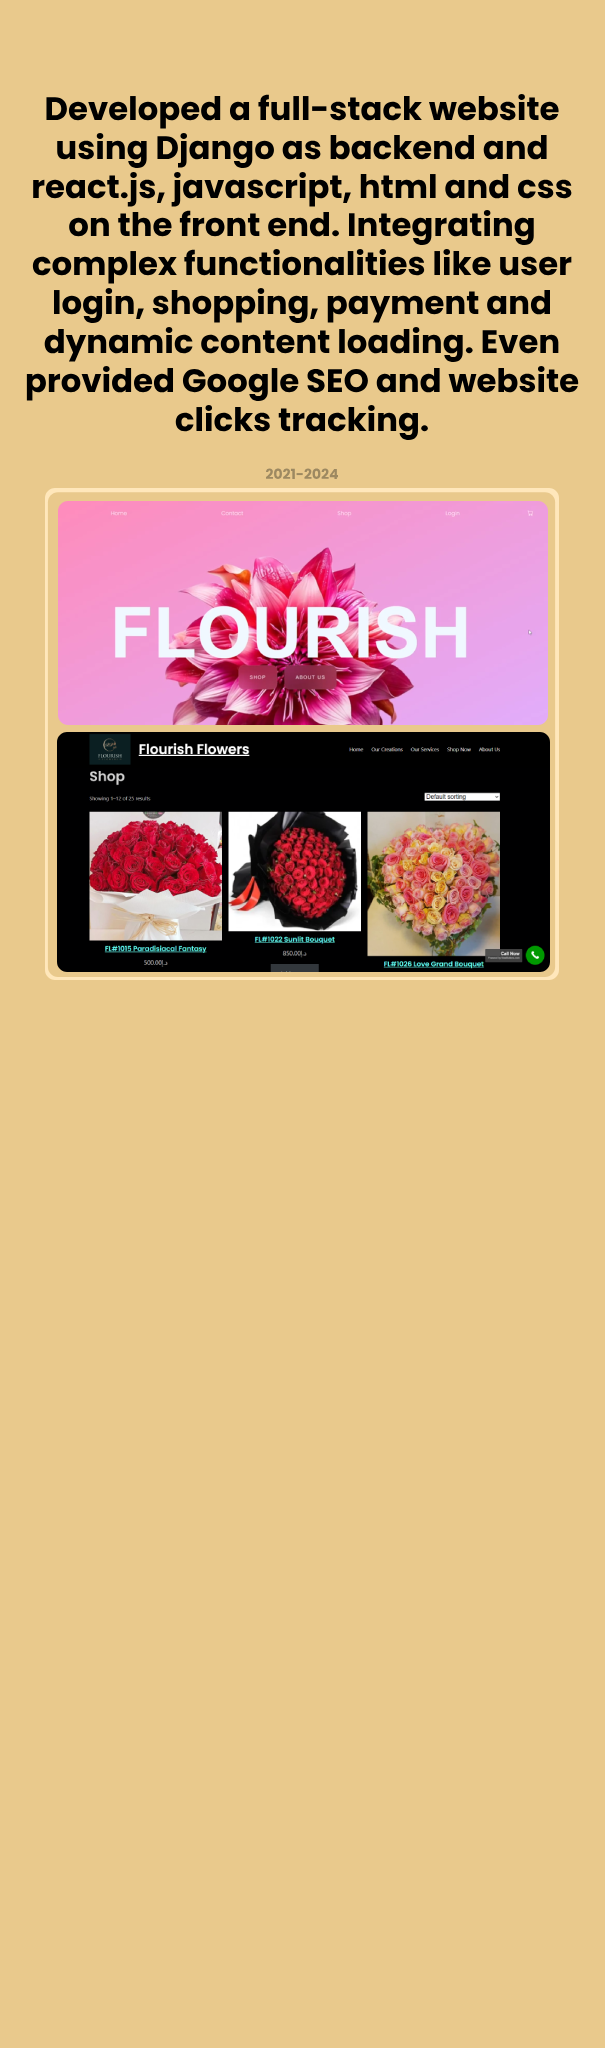 Developed a full-stack website
using Django as backend and
react.js, javascript, html and css
on the front end. Integrating
complex functionalities like user
login, shopping, payment and
dynamic content loading. Even
provided Google SEO and website
clicks tracking.
2021-2024
Home Contact Shop Login
FLOURISH
SHOP ABOUT US
FLOURISH
Flourish Flowers
Home Our Creations Our Services Shop Now About Us
Shop
Showing 1–12 of 25 results
Default sorting
FL#1015 Paradisiacal Fantasy
500.00د.إ
FL#1022 Sunlit Bouquet
850.00د.إ
FL#1026 Love Grand Bouquet
Call Now